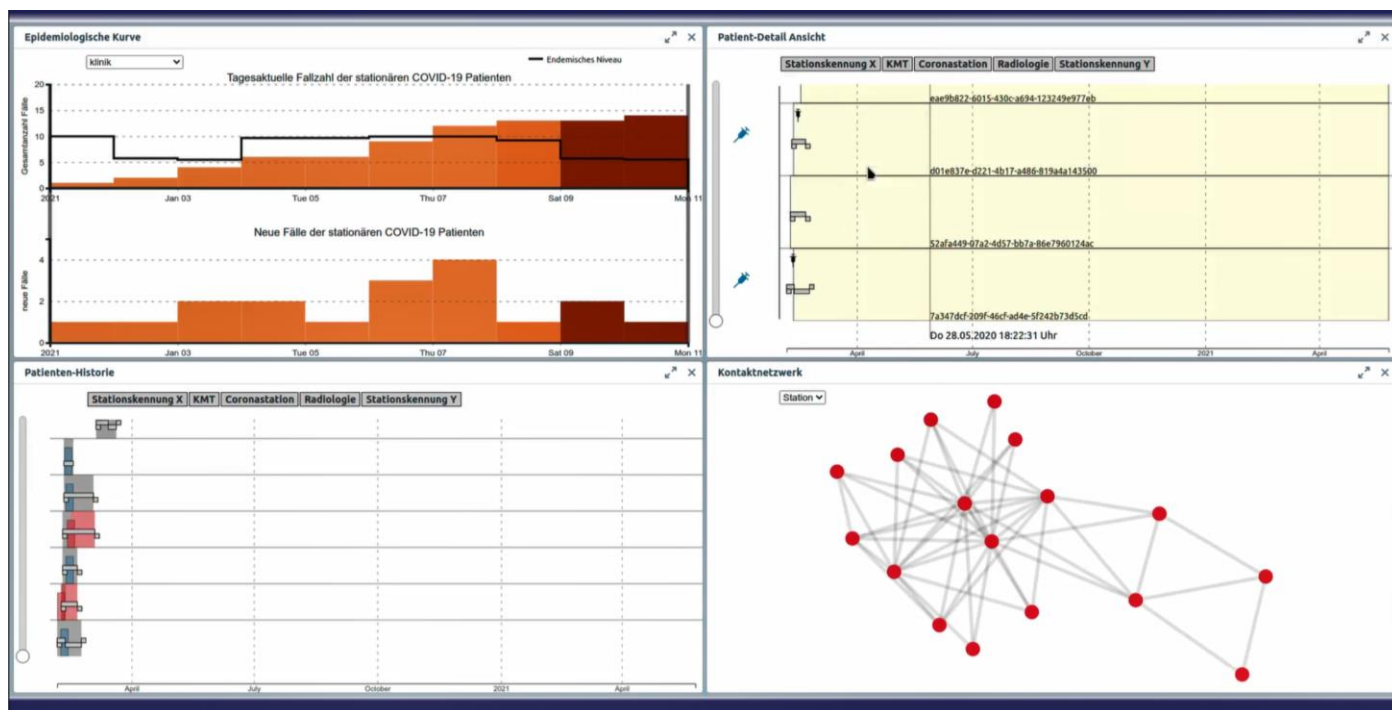 Epidemiologische Kurve
klinik
Endemisches Niveau
Tagesaktuelle Fallzahl der stationären COVID-19 Patienten
Gesamtanzahl Fälle
20
15
10
5
0
2021 Jan 03 Tue 05 Thu 07 Sat 09 Mon 11
Neue Fälle der stationären COVID-19 Patienten
neue Fälle
4
2
0
2021 Jan 03 Tue 05 Thu 07 Sat 09 Mon 11
Patient-Detail Ansicht
Stationskennung X KMT Coronastation Radiologie Stationskennung Y
eae9b822-6015-430c-a694-123249e977eb
d01e837e-d221-4b17-a486-819a4a143500
52afa449-07a2-4d57-bb7a-86e7960124ac
7a347dcf-209f-46cf-ad4e-5f242b73d5cd
Do 28.05.2020 18:22:31 Uhr
April July October 2021 April
Patienten-Historie
Stationskennung X KMT Coronastation Radiologie Stationskennung Y
April July October 2021 April
Kontaktnetzwerk
Station